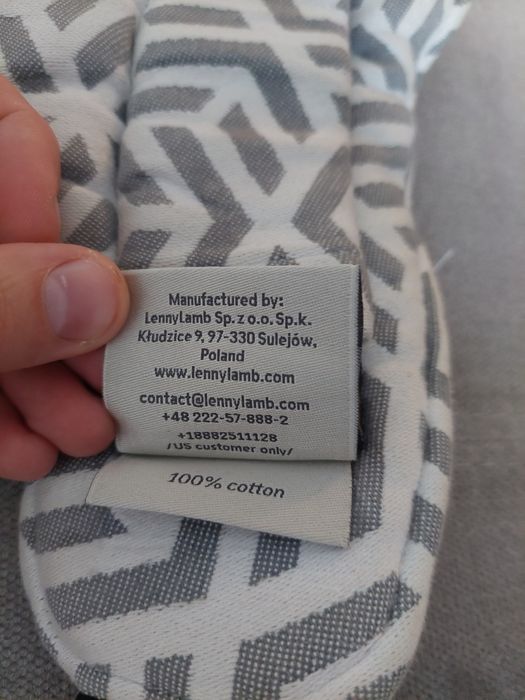 Manufactured by:
LennyLamb Sp.z o.o. Sp.k.
Kłudzice 9, 97-330 Sulejów,
Poland
www.lennylamb.com
contact@lennylamb.com
+48 222-57-888-2
+18882511128
/US customer only/
100% cotton